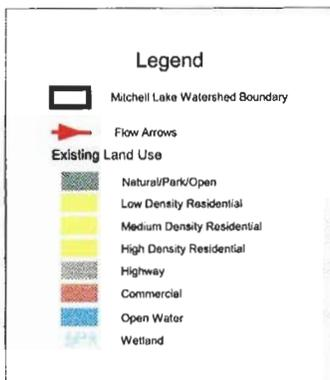 Legend
Mitchell Lake Watershed Boundary
Flow Arrows
Existing Land Use
Natural/Park/Open
Low Density Residential
Medium Density Residential
High Density Residential
Highway
Commercial
Open Water
Wetland